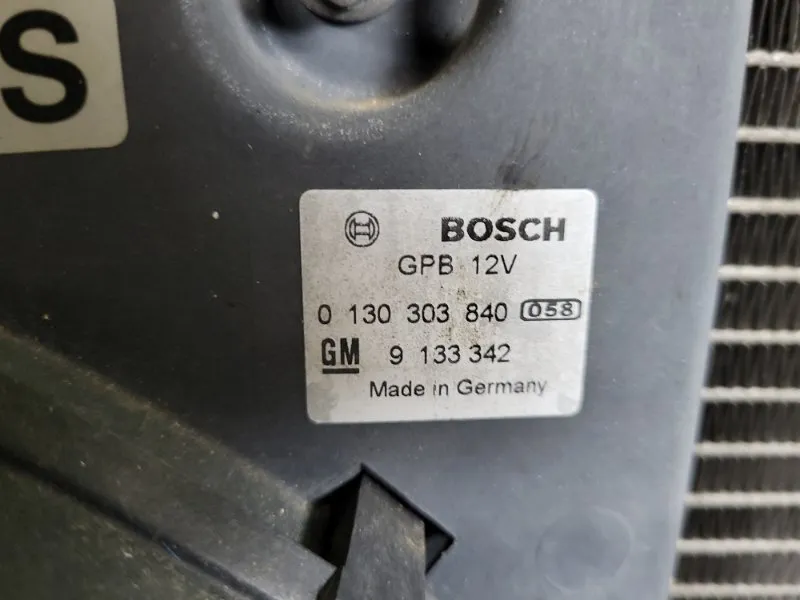 S
BOSCH
GPB 12V
0 130 303 840 058
GM 9 133 342
Made in Germany